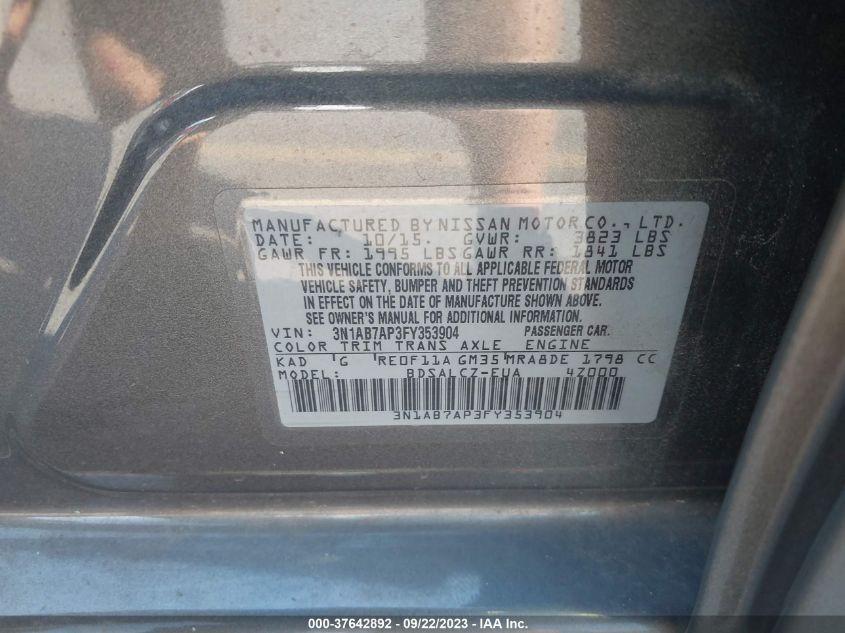 MANUFACTURED BY NISSAN MOTOR CO., LTD.
DATE: 10/15. GVWR: 3823 LBS
GAWR FR: 1995 LBS GAWR RR: 1841 LBS
THIS VEHICLE CONFORMS TO ALL APPLICABLE FEDERAL MOTOR
VEHICLE SAFETY, BUMPER AND THEFT PREVENTION STANDARDS
IN EFFECT ON THE DATE OF MANUFACTURE SHOWN ABOVE.
SEE OWNER'S MANUAL FOR ADDITIONAL INFORMATION.
VIN: 3N1AB7AP3FY353904 PASSENGER CAR.
COLOR TRIM TRANS AXLE ENGINE
KAD 'G 'RE0F11A GM35 MRA8DE 1798 CC
MODEL: BDSALCZ-EUA 4Z000
3N1AB7AP3FY353904
000-37642892 - 09/22/2023 - IAA Inc.